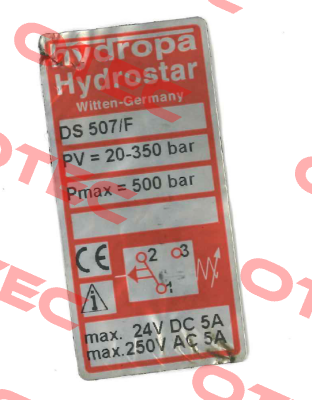 hydropa
Hydrostar
Witten-Germany
DS 507/F
PV = 20-350 bar
Pmax = 500 bar
CE
2 3
1
max. 24V DC 5A
max.250V AC 5A